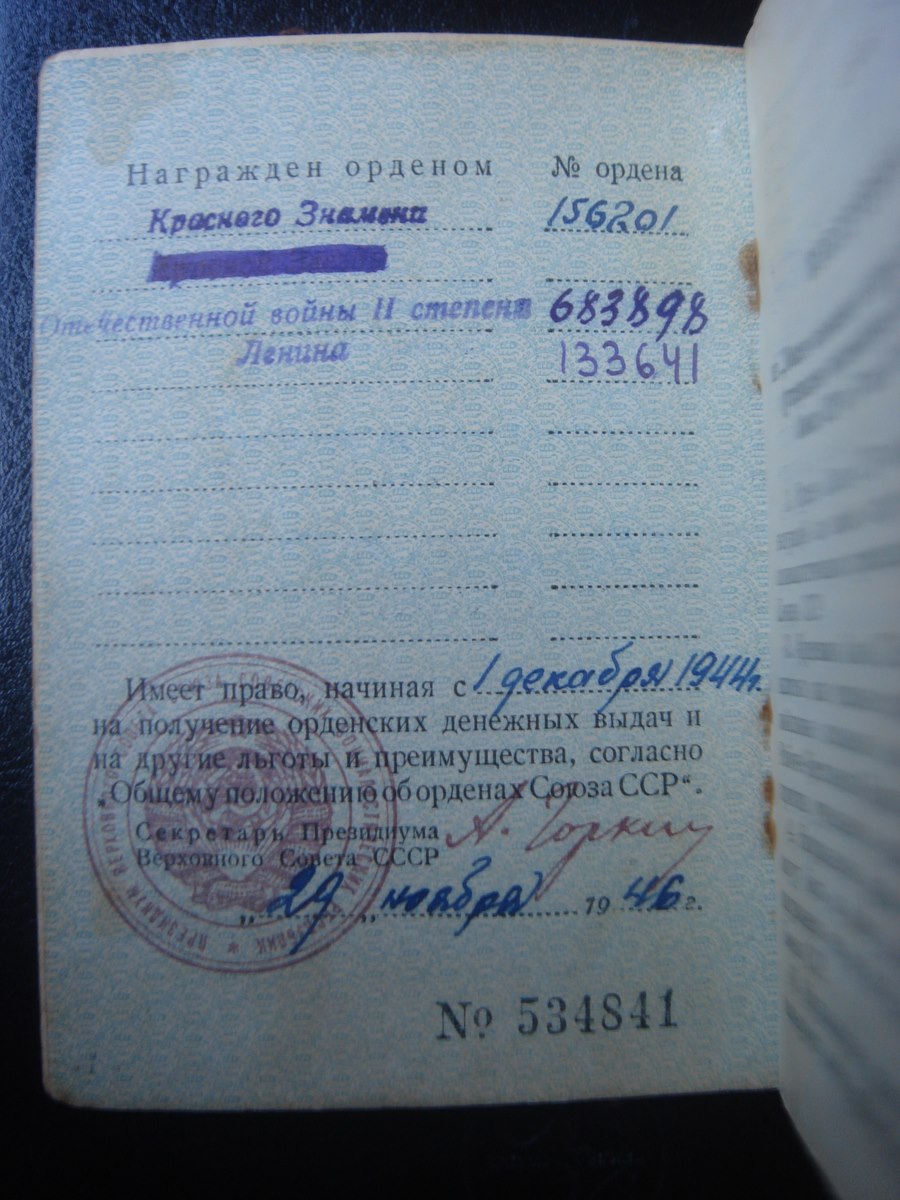 Награжден орденом № ордена
Красного Знамени 156201
Отечественной войны II степени 683898
Ленина 133641
Имеет право, начиная с 1 декабря 1944 г.
на получение орденских денежных выдач и
на другие льготы и преимущества, согласно
„Общему положению об орденах Союза ССР“.
Секретарь Президиума А. Горкин
Верховного Совета СССР
„29„ ноября 1946 г.
№ 534841